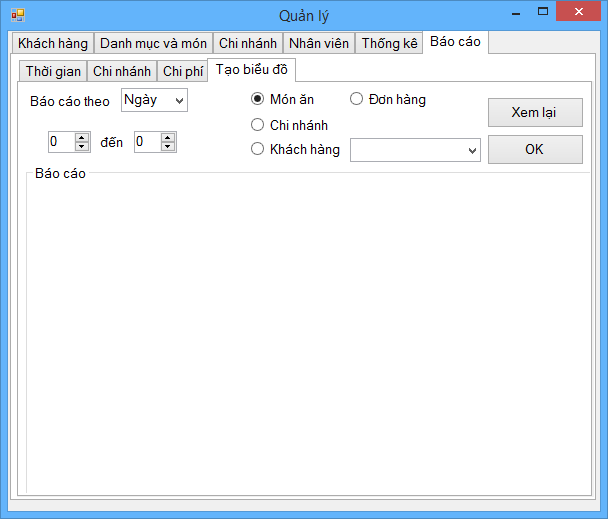 Quản lý
Khách hàng Danh mục và món Chi nhánh Nhân viên Thống kê Báo cáo
Thời gian Chi nhánh Chi phí Tạo biểu đồ
Báo cáo theo Ngày Món ăn Đơn hàng Xem lại
Chi nhánh
0 đến 0 Khách hàng OK
Báo cáo